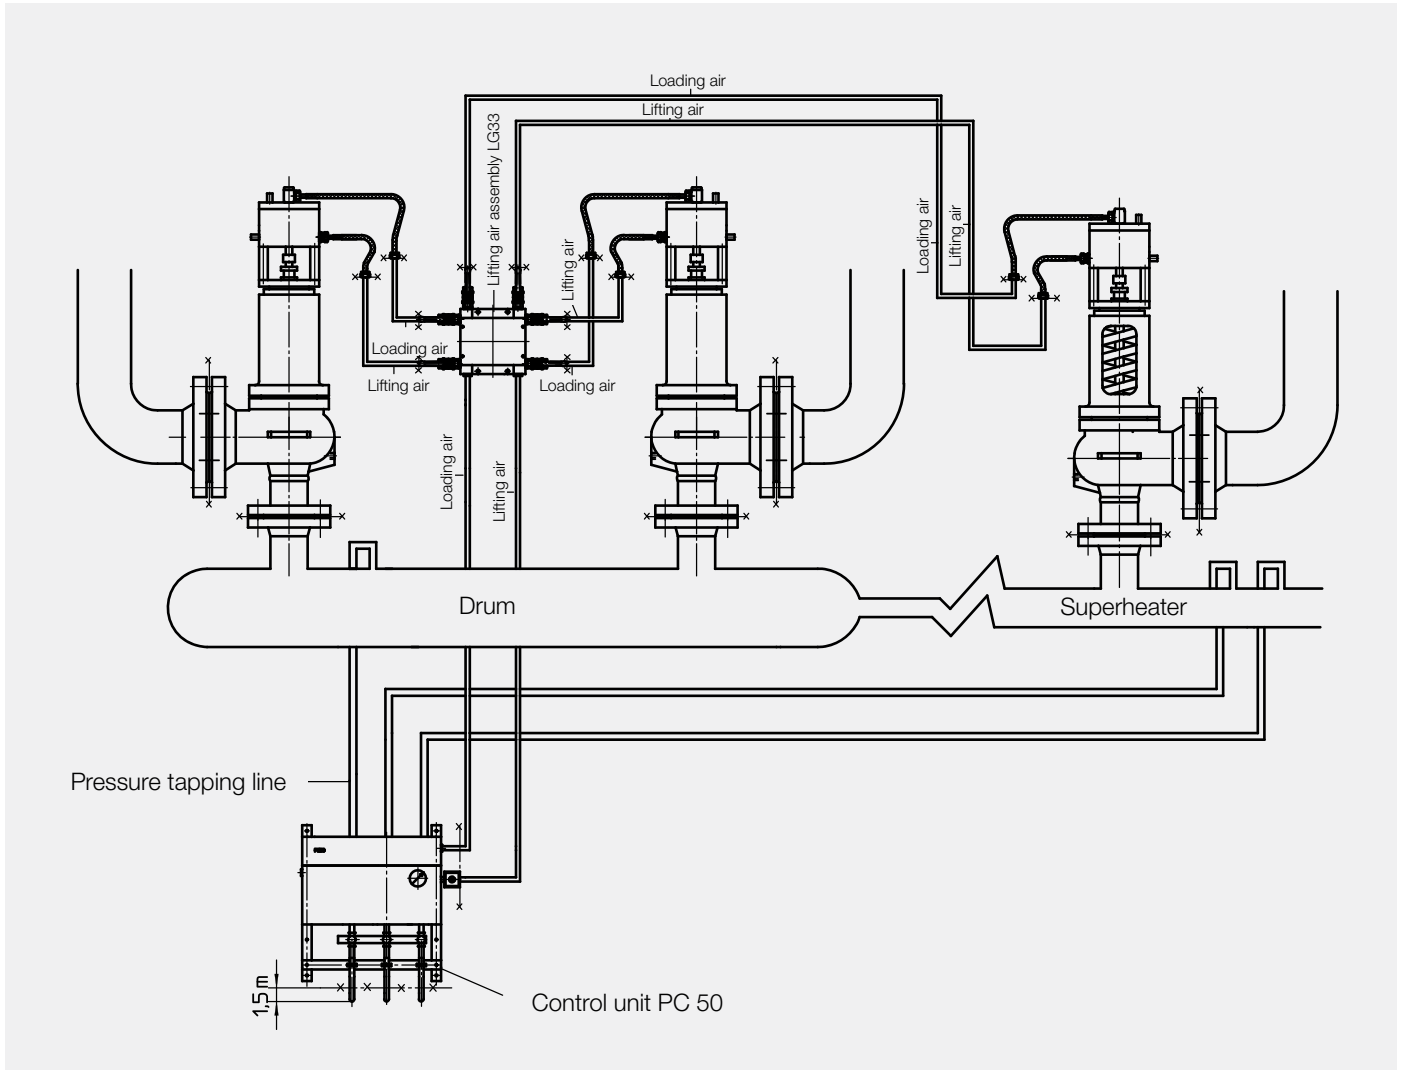 Loading air
Lifting air
Lifting air assembly LG33
Loading air
Lifting air
Lifting air
Loading air
Lifting air
Loading air
Loading air
Lifting air
Drum
Superheater
Pressure tapping line
1,5 m
Control unit PC 50